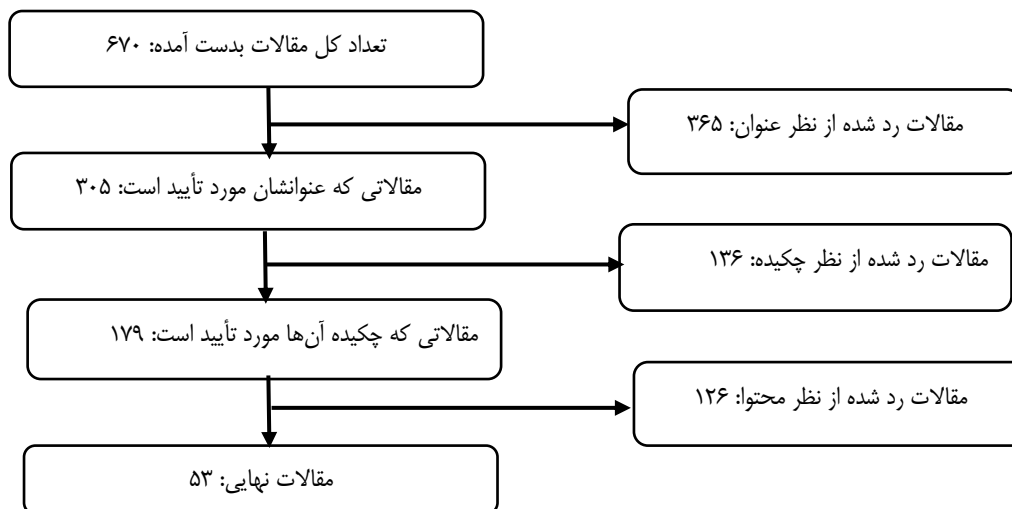 تعداد کل مقالات بدست آمده: ۶۷۰
مقالات رد شده از نظر عنوان: ۳۶۵
مقالاتی که عنوانشان مورد تأیید است: ۳۰۵
مقالات رد شده از نظر چکیده: ۱۳۶
مقالاتی که چکیده آن‌ها مورد تأیید است: ۱۷۹
مقالات رد شده از نظر محتوا: ۱۲۶
مقالات نهایی: ۵۳